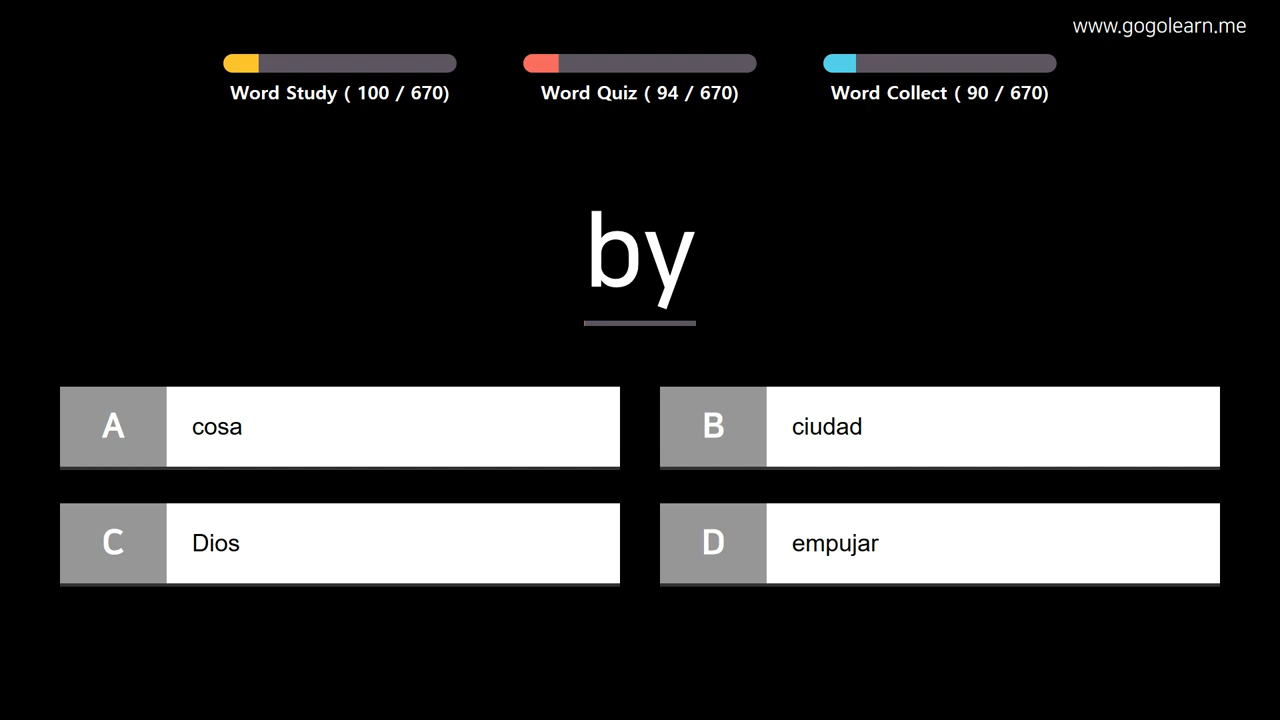 www.gogolearn.me
Word Study ( 100 / 670)
Word Quiz ( 94 / 670)
Word Collect ( 90 / 670)
by
A cosa
B ciudad
C Dios
D empujar